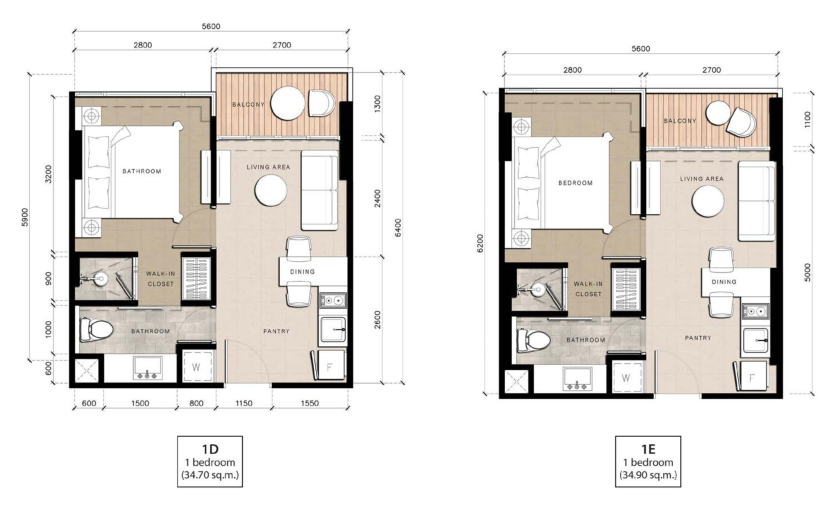 5600
2800
2700
BALCONY
1300
3200
BATHROOM
LIVING AREA
2400
5900
6400
900
WALK-IN
CLOSET
DINING
1000
BATHROOM
PANTRY
2600
600
W
F
600
1500
800
1150
1550
1D
1 bedroom
(34.70 sq.m.)
5600
2800
2700
BALCONY
1100
BEDROOM
LIVING AREA
6200
5000
WALK-IN
CLOSET
DINING
BATHROOM
PANTRY
W
F
1E
1 bedroom
(34.90 sq.m.)